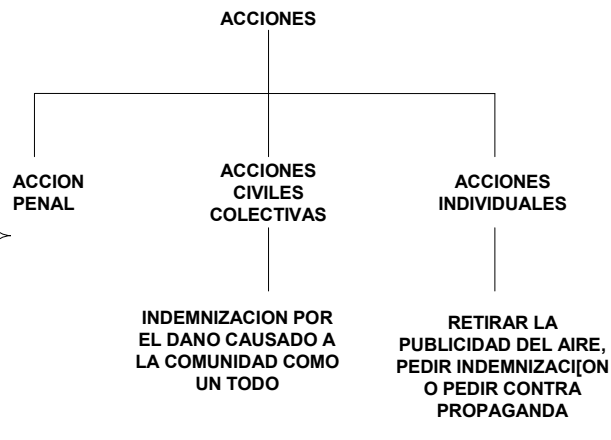 ACCIONES
ACCION
PENAL
ACCIONES
CIVILES
COLECTIVAS
ACCIONES
INDIVIDUALES
INDEMNIZACION POR
EL DANO CAUSADO A
LA COMUNIDAD COMO
UN TODO
RETIRAR LA
PUBLICIDAD DEL AIRE,
PEDIR INDEMNIZACI[ON
O PEDIR CONTRA
PROPAGANDA